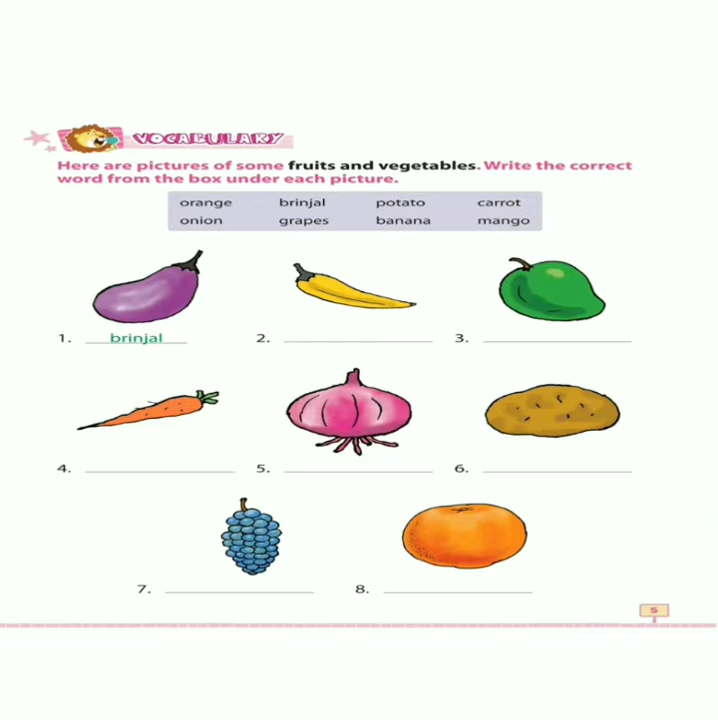 VOCABULARY
Here are pictures of some fruits and vegetables. Write the correct
word from the box under each picture.
orange brinjal potato carrot
onion grapes banana mango
1. brinjal 2. 3.
4. 5. 6.
7. 8.
5